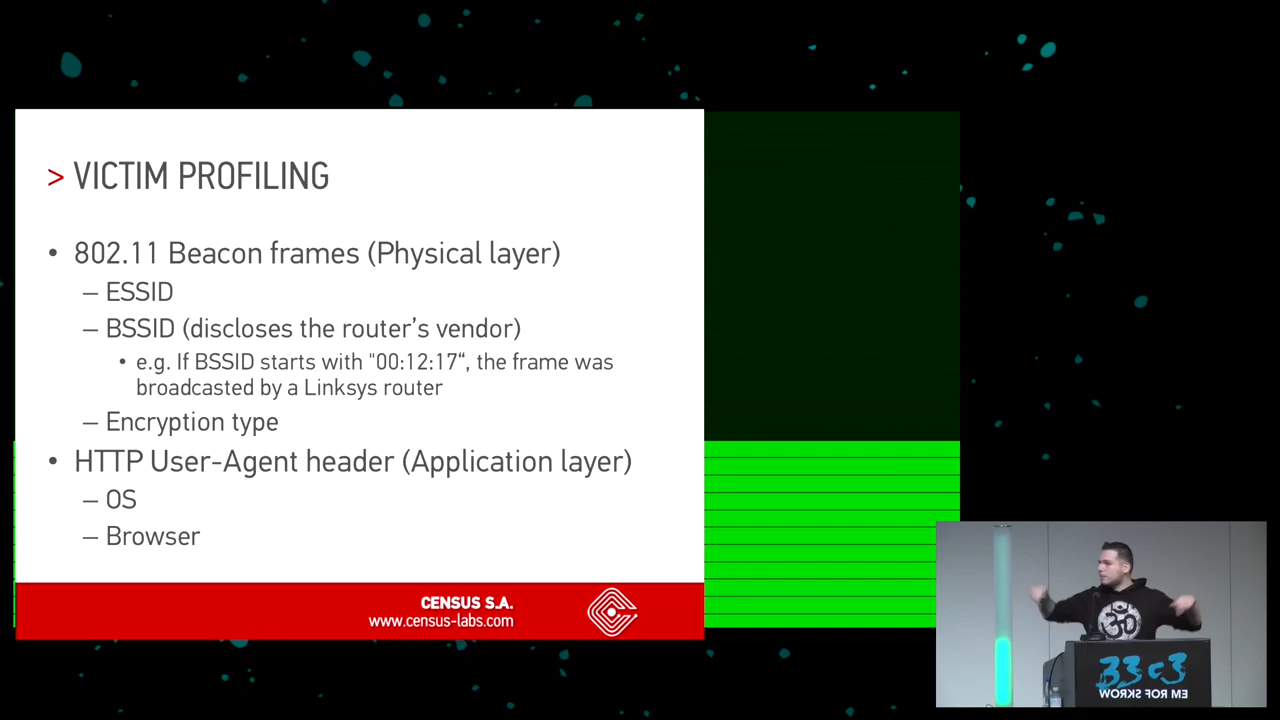 > VICTIM PROFILING
• 802.11 Beacon frames (Physical layer)
– ESSID
– BSSID (discloses the router's vendor)
• e.g. If BSSID starts with "00:12:17“, the frame was
broadcasted by a Linksys router
– Encryption type
• HTTP User-Agent header (Application layer)
– OS
– Browser
CENSUS S.A.
www.census-labs.com
33c3
WORKS FOR ME